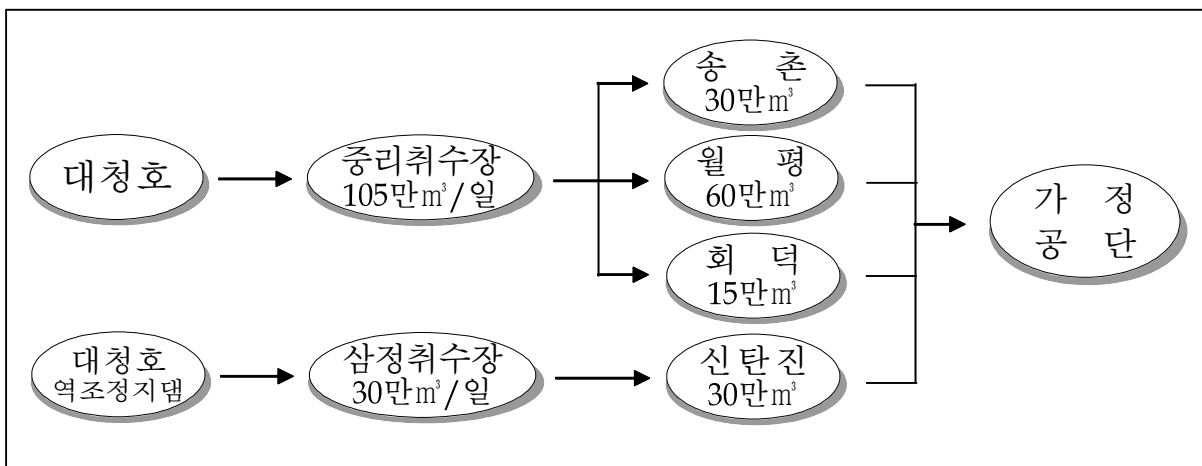 대청호
중리취수장
105만㎥/일
송 촌
30만㎥
월 평
60만㎥
회 덕
15만㎥
가 정
공 단
대청호
역조정지댐
삼정취수장
30만㎥/일
신탄진
30만㎥